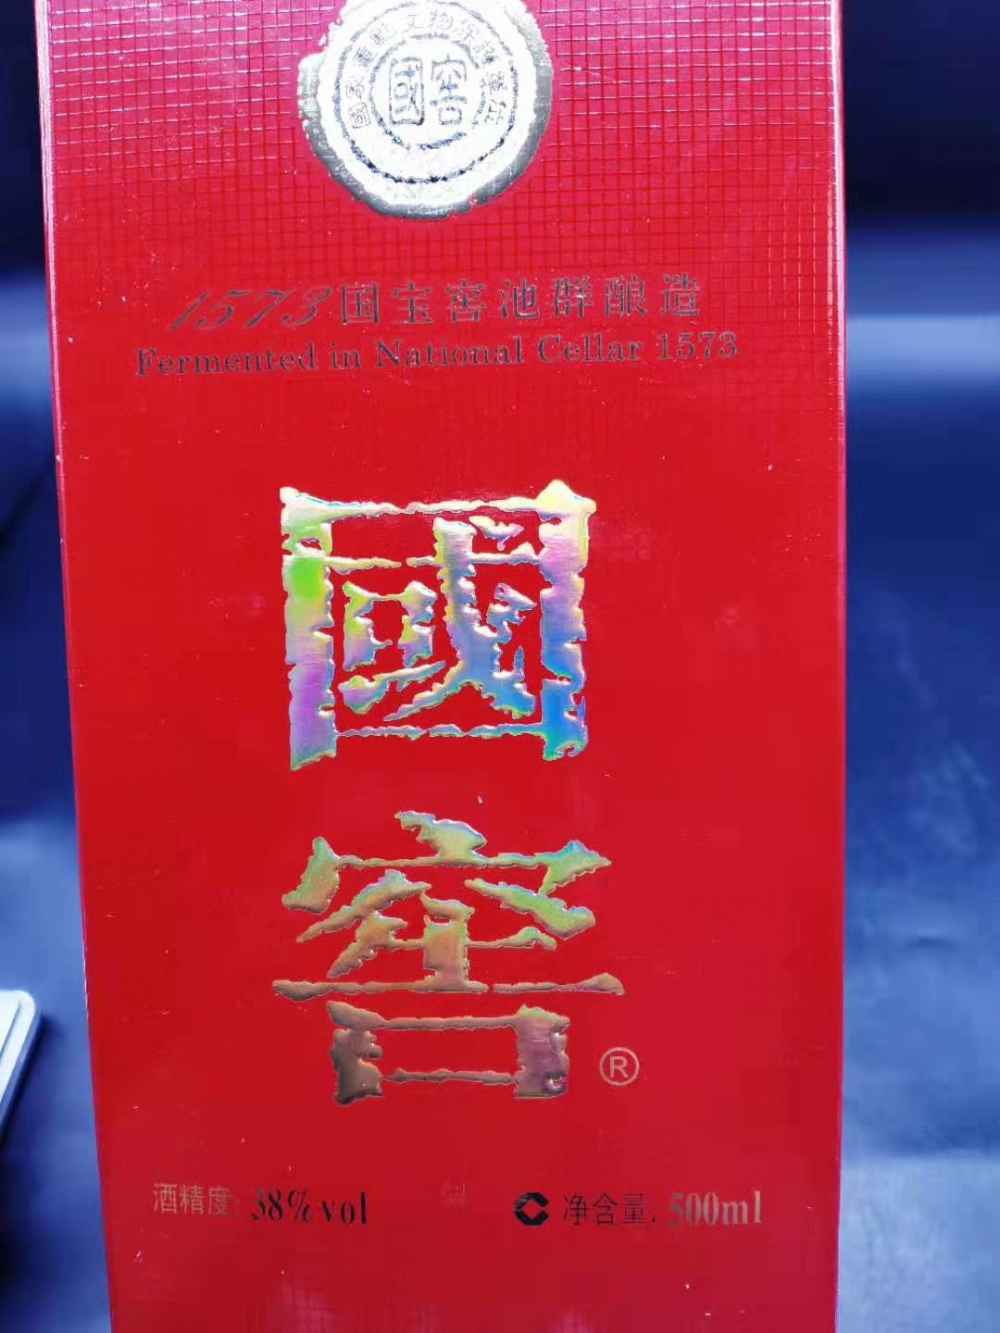 國窖
1573国宝窖池群酿造
Fermented in National Cellar 1573
國
窖
®
酒精度: 38%vol
C 净含量: 500ml